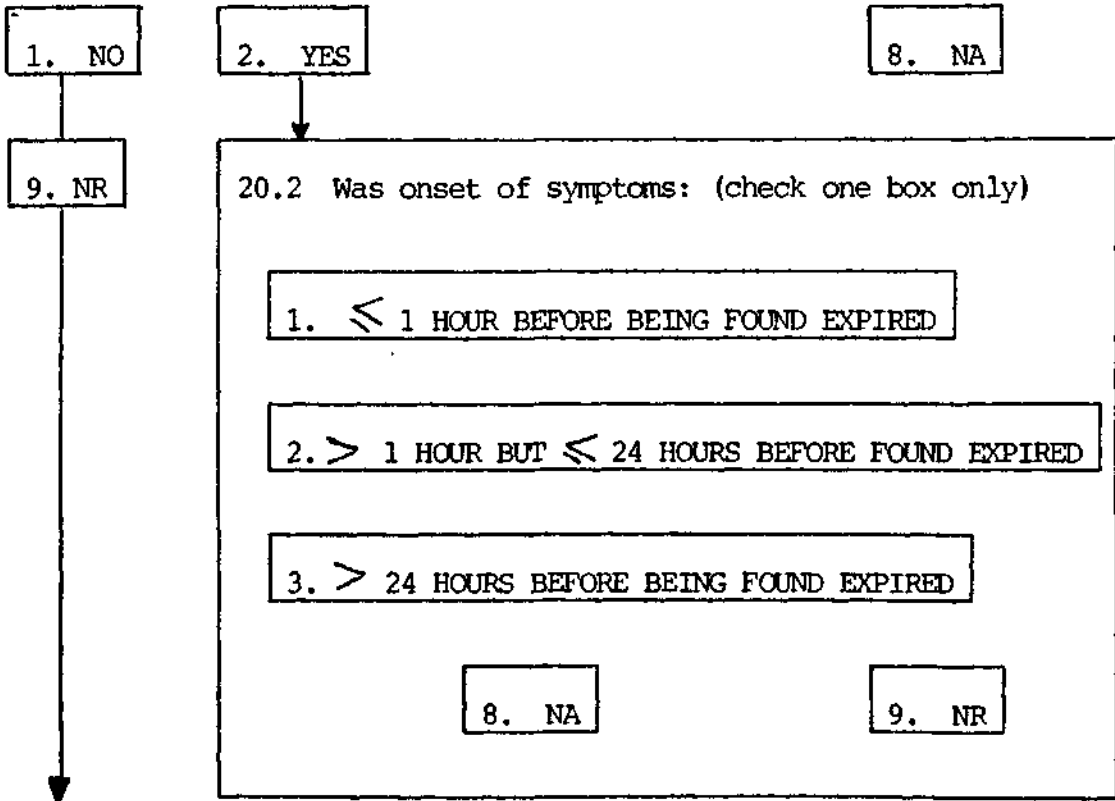 1. NO 2. YES 8. NA
9. NR
20.2 Was onset of symptoms: (check one box only)
1. ≤ 1 HOUR BEFORE BEING FOUND EXPIRED
2. > 1 HOUR BUT ≤ 24 HOURS BEFORE FOUND EXPIRED
3. > 24 HOURS BEFORE BEING FOUND EXPIRED
8. NA 9. NR